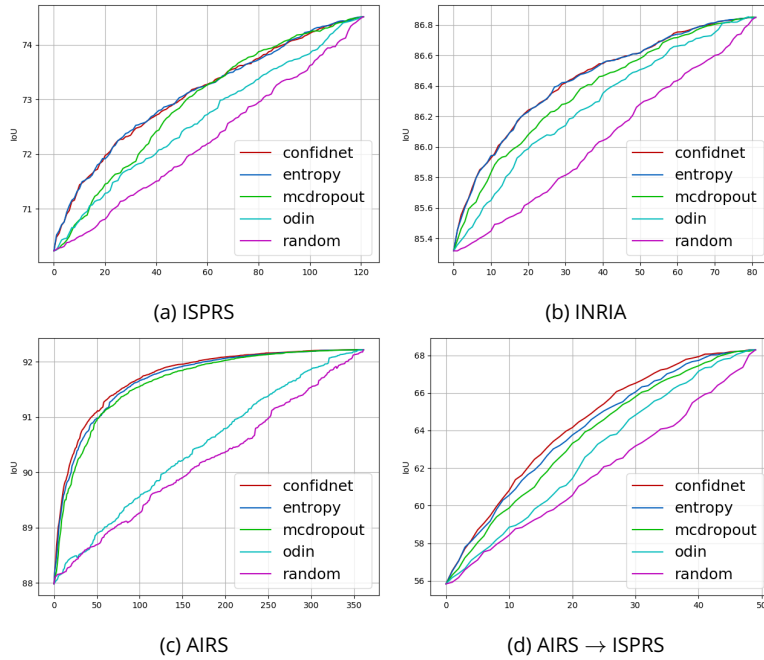 IoU
74
73
72
71
0 20 40 60 80 100 120
confidnet
entropy
mcdropout
odin
random
(a) ISPRS
IoU
86.8
86.6
86.4
86.2
86.0
85.8
85.6
85.4
0 10 20 30 40 50 60 70 80
confidnet
entropy
mcdropout
odin
random
(b) INRIA
IoU
92
91
90
89
88
0 50 100 150 200 250 300 350
confidnet
entropy
mcdropout
odin
random
(c) AIRS
IoU
68
66
64
62
60
58
56
0 10 20 30 40 50
confidnet
entropy
mcdropout
odin
random
(d) AIRS → ISPRS